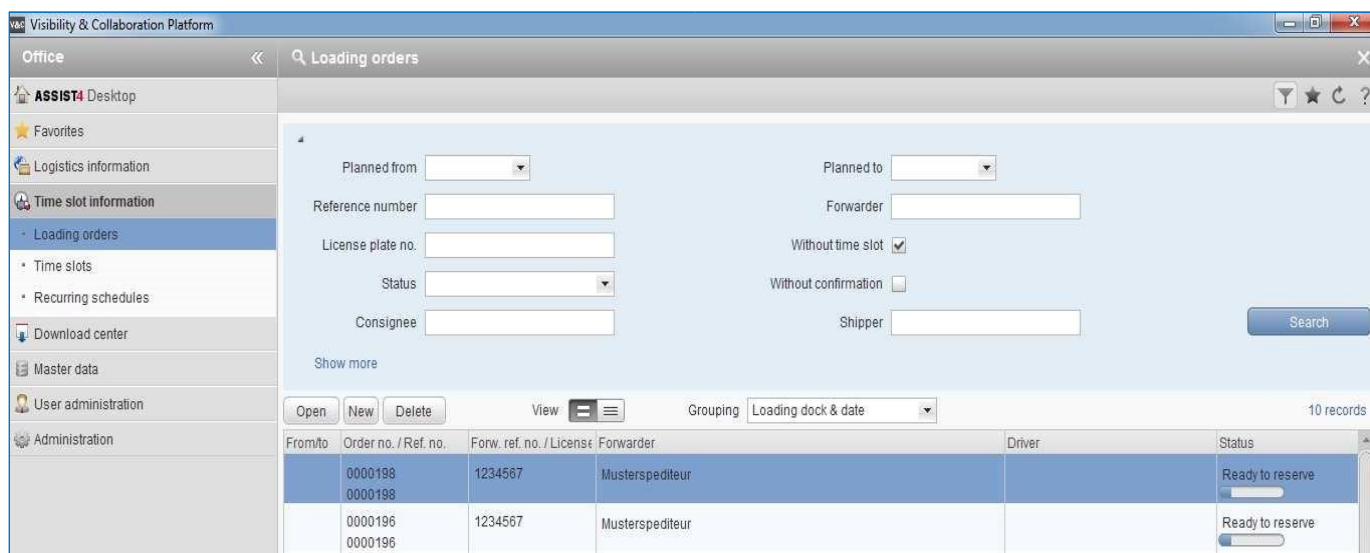 V&C Visibility & Collaboration Platform
Office
Loading orders
ASSIST4 Desktop
Favorites
Logistics information
Time slot information
Loading orders
Time slots
Recurring schedules
Download center
Master data
User administration
Administration
Planned from
Planned to
Reference number
Forwarder
License plate no.
Without time slot
Status
Without confirmation
Consignee
Shipper
Search
Show more
Open New Delete View Grouping Loading dock & date 10 records
From/to Order no. / Ref. no. Forw. ref. no. / License Forwarder Driver Status
0000198 1234567 Musterspediteur Ready to reserve
0000198
0000196 1234567 Musterspediteur Ready to reserve
0000196